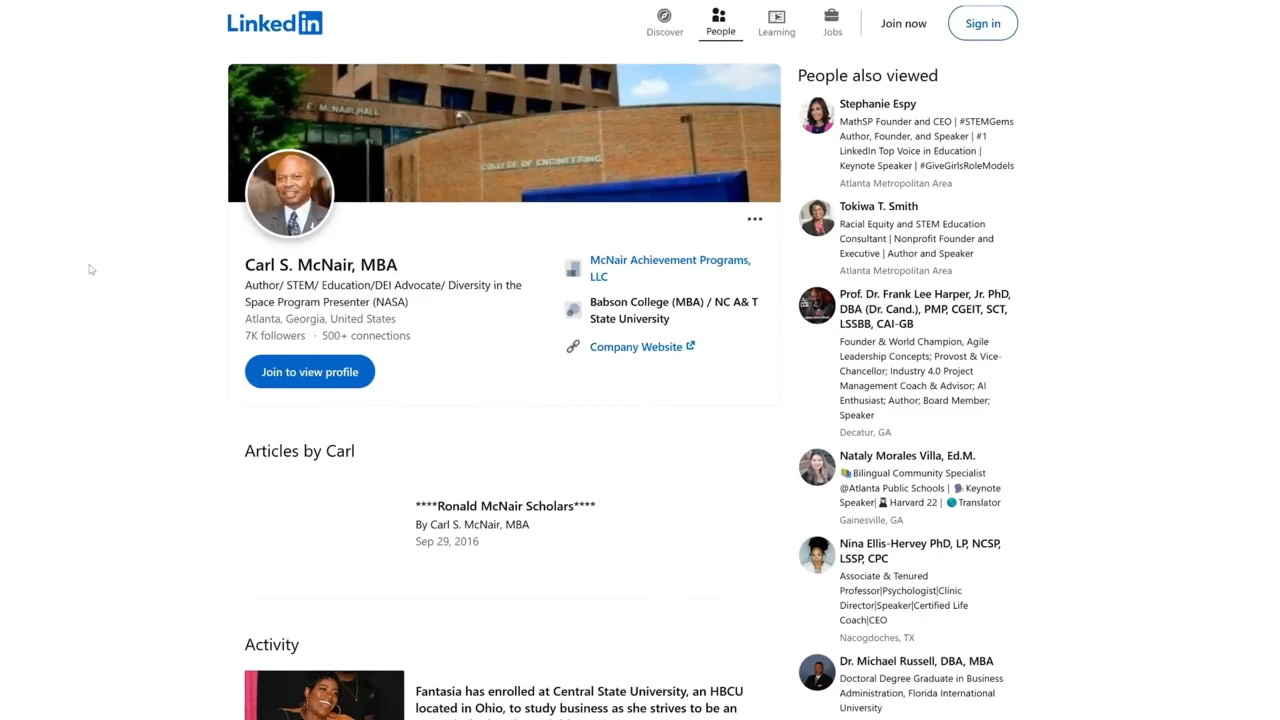 Linked in
Discover
People
Learning
Jobs
Join now
Sign in
E. McNAIR HALL
COLLEGE OF ENGINEERING
Carl S. McNair, MBA
Author/ STEM/ Education/DEI Advocate/ Diversity in the
Space Program Presenter (NASA)
Atlanta, Georgia, United States
7K followers · 500+ connections
Join to view profile
McNair Achievement Programs,
LLC
Babson College (MBA) / NC A& T
State University
Company Website
Articles by Carl
****Ronald McNair Scholars****
By Carl S. McNair, MBA
Sep 29, 2016
Activity
Fantasia has enrolled at Central State University, an HBCU
located in Ohio, to study business as she strives to be an
People also viewed
Stephanie Espy
MathSP Founder and CEO | #STEMGems
Author, Founder, and Speaker | #1
LinkedIn Top Voice in Education |
Keynote Speaker | #GiveGirlsRoleModels
Atlanta Metropolitan Area
Tokiwa T. Smith
Racial Equity and STEM Education
Consultant | Nonprofit Founder and
Executive | Author and Speaker
Atlanta Metropolitan Area
Prof. Dr. Frank Lee Harper, Jr. PhD,
DBA (Dr. Cand.), PMP, CGEIT, SCT,
LSSBB, CAI-GB
Founder & World Champion, Agile
Leadership Concepts; Provost & Vice-
Chancellor; Industry 4.0 Project
Management Coach & Advisor; AI
Enthusiast; Author; Board Member;
Speaker
Decatur, GA
Nataly Morales Villa, Ed.M.
Bilingual Community Specialist
@Atlanta Public Schools | Keynote
Speaker| Harvard 22 | Translator
Gainesville, GA
Nina Ellis-Hervey PhD, LP, NCSP,
LSSP, CPC
Associate & Tenured
Professor|Psychologist|Clinic
Director|Speaker|Certified Life
Coach|CEO
Nacogdoches, TX
Dr. Michael Russell, DBA, MBA
Doctoral Degree Graduate in Business
Administration, Florida International
University